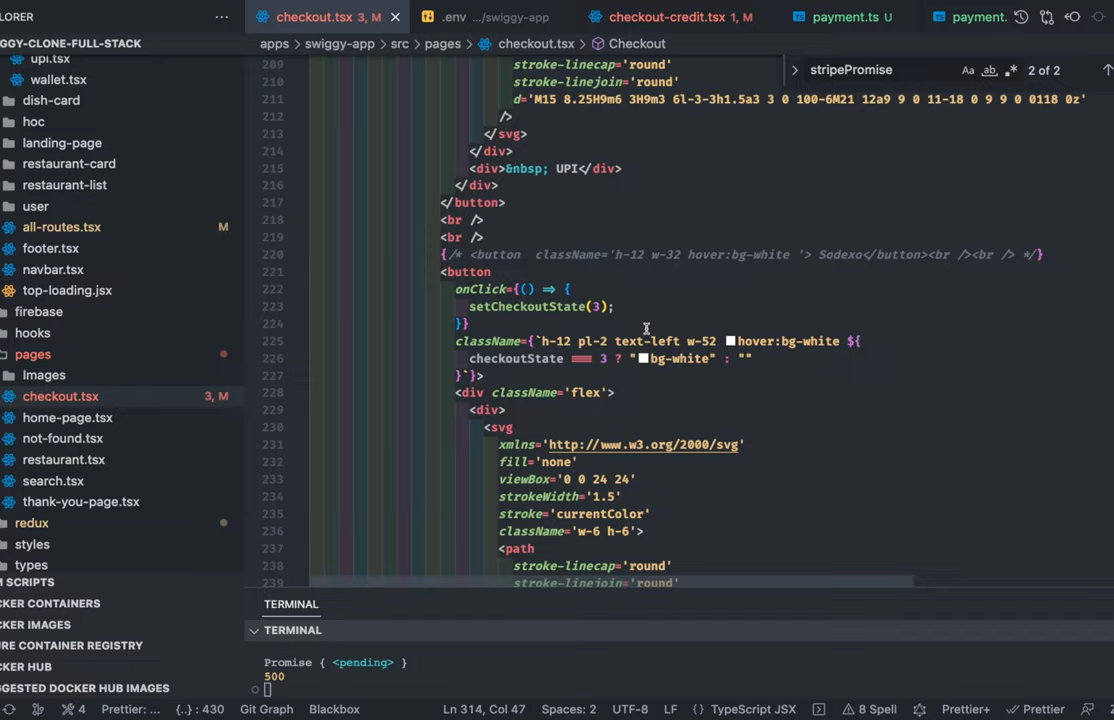 LORER
...
checkout.tsx 3, M
.env .../swiggy-app
checkout-credit.tsx 1, M
payment.ts U
payment.
GGY-CLONE-FULL-STACK
apps > swiggy-app > src > pages > checkout.tsx > Checkout
stripePromise
Aa ab .* 2 of 2
upi.tsx
wallet.tsx
dish-card
hoc
landing-page
restaurant-card
restaurant-list
user
all-routes.tsx M
footer.tsx
navbar.tsx
top-loading.jsx
firebase
hooks
pages
Images
checkout.tsx 3, M
home-page.tsx
not-found.tsx
restaurant.tsx
search.tsx
thank-you-page.tsx
redux
styles
types
M SCRIPTS
CKER CONTAINERS
CKER IMAGES
URE CONTAINER REGISTRY
CKER HUB
GGESTED DOCKER HUB IMAGES
209 stroke-linecap='round'
210 stroke-linejoin='round'
211 d='M15 8.25H9m6 3H9m3 6l-3-3h1.5a3 3 0 100-6M21 12a9 9 0 11-18 0 9 9 0 0118 0z'
212 />
213 </svg>
214 </div>
215 <div>&nbsp; UPI</div>
216 </div>
217 </button>
218 <br />
219 <br />
220 {/* <button  className='h-12 w-32 hover:bg-white '> Sodexo</button><br /><br /> */}
221 <button
222 onClick={() => {
223 setCheckoutState(3);
224 }}
225 className={`h-12 pl-2 text-left w-52 hover:bg-white ${
226 checkoutState === 3 ? "bg-white" : ""
227 }`}>
228 <div className='flex'>
229 <div>
230 <svg
231 xmlns='http://www.w3.org/2000/svg'
232 fill='none'
233 viewBox='0 0 24 24'
234 strokeWidth='1.5'
235 stroke='currentColor'
236 className='w-6 h-6'>
237 <path
238 stroke-linecap='round'
239 stroke-linejoin='round'
TERMINAL
TERMINAL
Promise { <pending> }
500
4 Prettier: ... {..} : 430 Git Graph Blackbox Ln 314, Col 47 Spaces: 2 UTF-8 LF {} TypeScript JSX 8 Spell Prettier+ Prettier